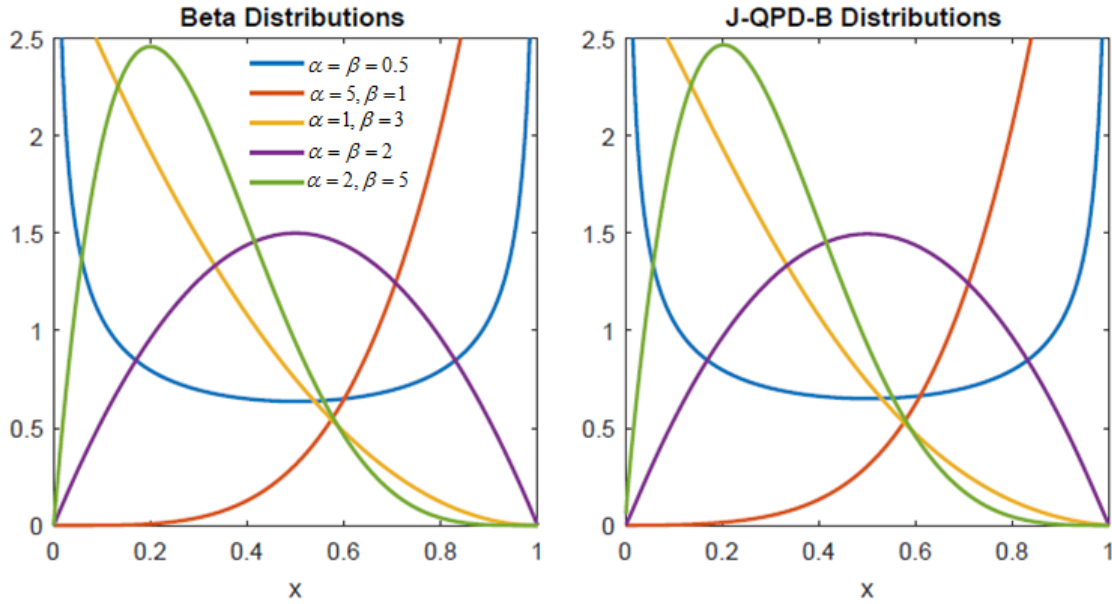 Beta Distributions
2.5
2
1.5
1
0.5
0
0
0.2
0.4
0.6
0.8
1
x
α = β = 0.5
α = 5, β = 1
α = 1, β = 3
α = β = 2
α = 2, β = 5
J-QPD-B Distributions
2.5
2
1.5
1
0.5
0
0
0.2
0.4
0.6
0.8
1
x